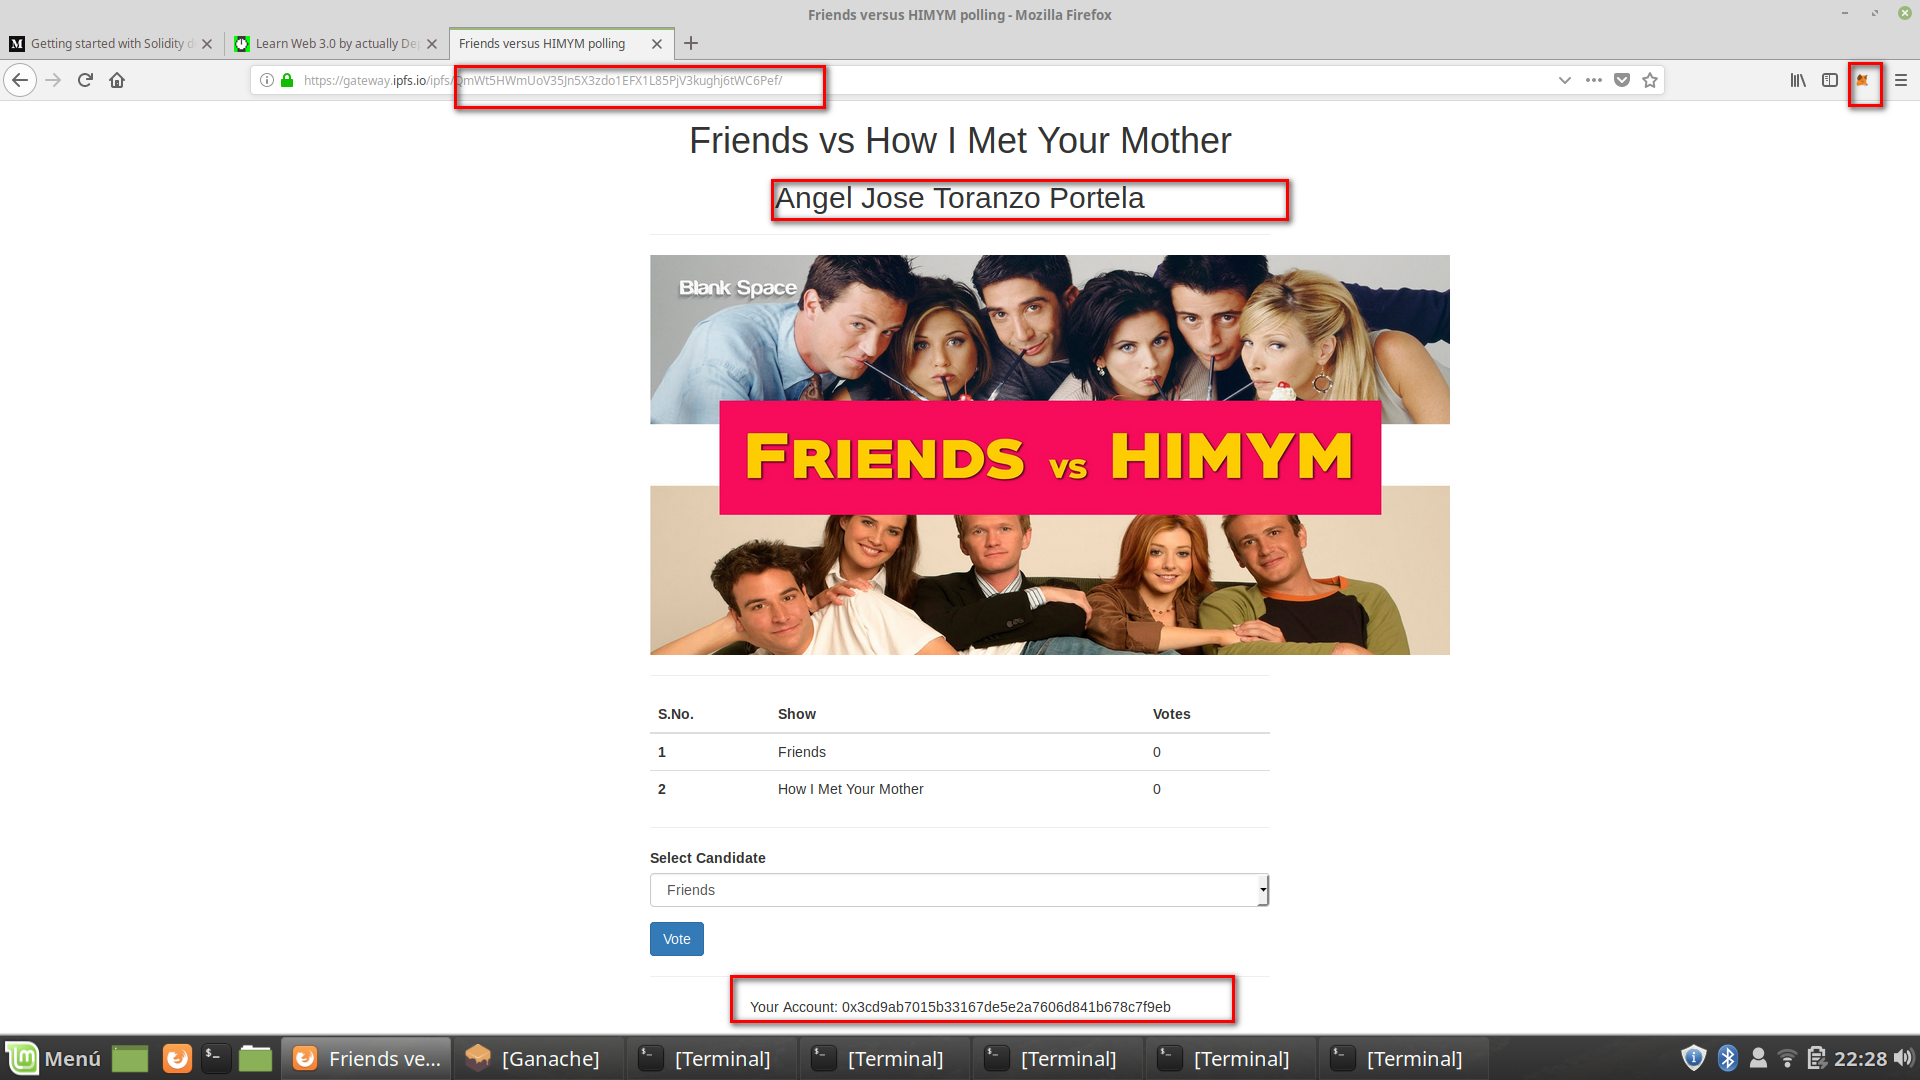 Friends versus HIMYM polling - Mozilla Firefox
M Getting started with Solidity d
Learn Web 3.0 by actually De
Friends versus HIMYM polling
https://gateway.ipfs.io/ipfs/QmWt5HWmUoV35Jn5X3zdo1EFX1L85PjV3kughj6tWC6Pef/
Friends vs How I Met Your Mother
Angel Jose Toranzo Portela
Blank Space
FRIENDS vs HIMYM
S.No. Show Votes
1 Friends 0
2 How I Met Your Mother 0
Select Candidate
Friends
Vote
Your Account: 0x3cd9ab7015b33167de5e2a7606d841b678c7f9eb
Menú Friends ve... [Ganache] [Terminal] [Terminal] [Terminal] [Terminal] [Terminal] 22:28